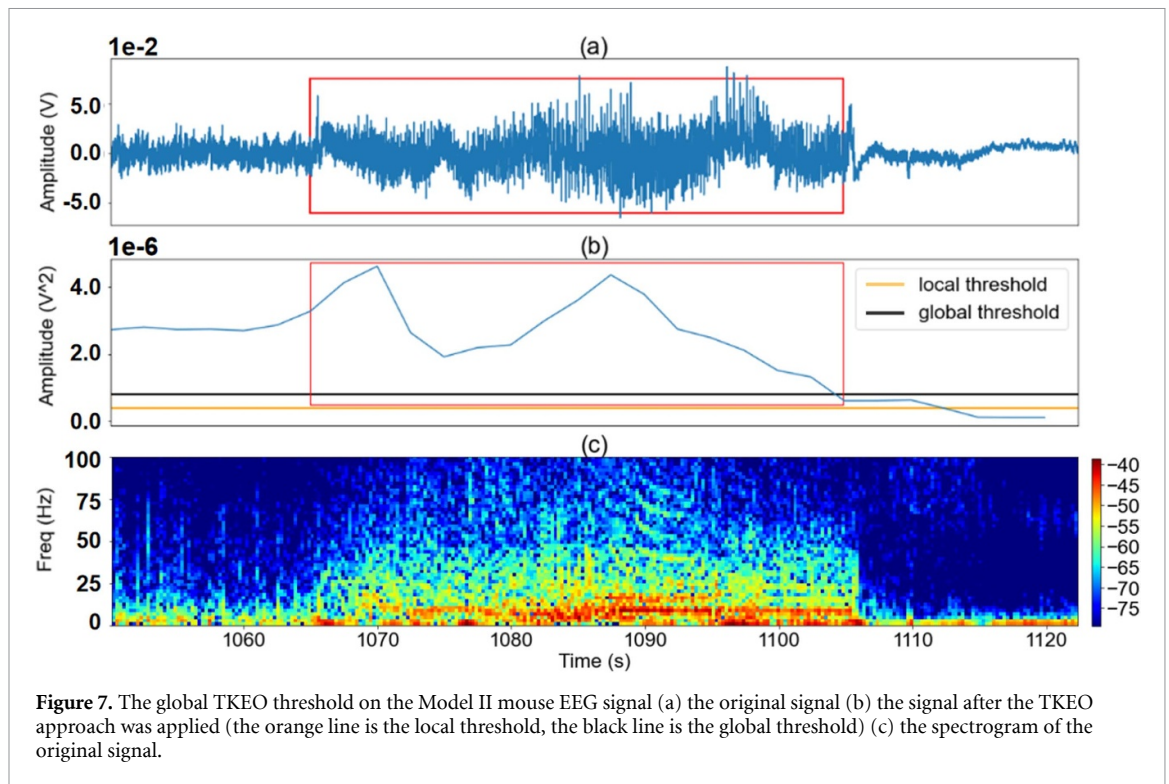 (a)
1e-2
Amplitude (V)
5.0
0.0
-5.0
(b)
1e-6
Amplitude (V^2)
4.0
2.0
0.0
local threshold
global threshold
(c)
Freq (Hz)
100
75
50
25
0
−40
−45
−50
−55
−60
−65
−70
−75
1060 1070 1080 1090 1100 1110 1120
Time (s)
Figure 7. The global TKEO threshold on the Model II mouse EEG signal (a) the original signal (b) the signal after the TKEO
approach was applied (the orange line is the local threshold, the black line is the global threshold) (c) the spectrogram of the
original signal.